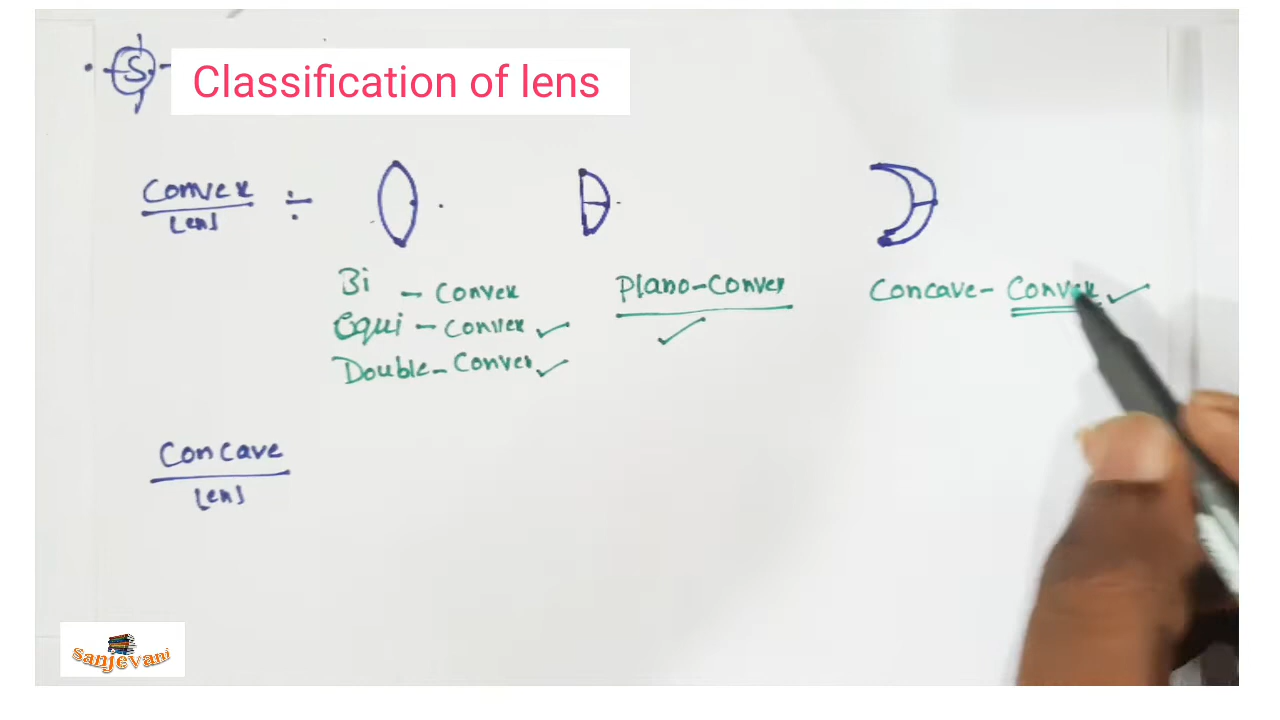 S
Classification of lens
Convex
Lens
÷
Bi - Convex
Equi - Convex ✓
Double - Convex ✓
Plano-Convex
✓
Concave - Convex ✓
Concave
Lens
Sanjevani